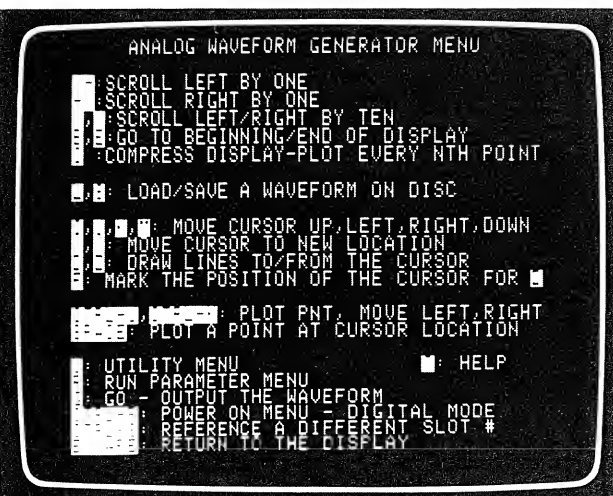 ANALOG WAVEFORM GENERATOR MENU
:SCROLL LEFT BY ONE
:SCROLL RIGHT BY ONE
, :SCROLL LEFT/RIGHT BY TEN
, :GO TO BEGINNING/END OF DISPLAY
:COMPRESS DISPLAY-PLOT EVERY NTH POINT
, : LOAD/SAVE A WAVEFORM ON DISC
, , , : MOVE CURSOR UP,LEFT,RIGHT,DOWN
, : MOVE CURSOR TO NEW LOCATION
, : DRAW LINES TO/FROM THE CURSOR
: MARK THE POSITION OF THE CURSOR FOR
, : PLOT PNT, MOVE LEFT,RIGHT
: PLOT A POINT AT CURSOR LOCATION
: UTILITY MENU : HELP
: RUN PARAMETER MENU
: GO - OUTPUT THE WAVEFORM
: POWER ON MENU - DIGITAL MODE
: REFERENCE A DIFFERENT SLOT #
: RETURN TO THE DISPLAY